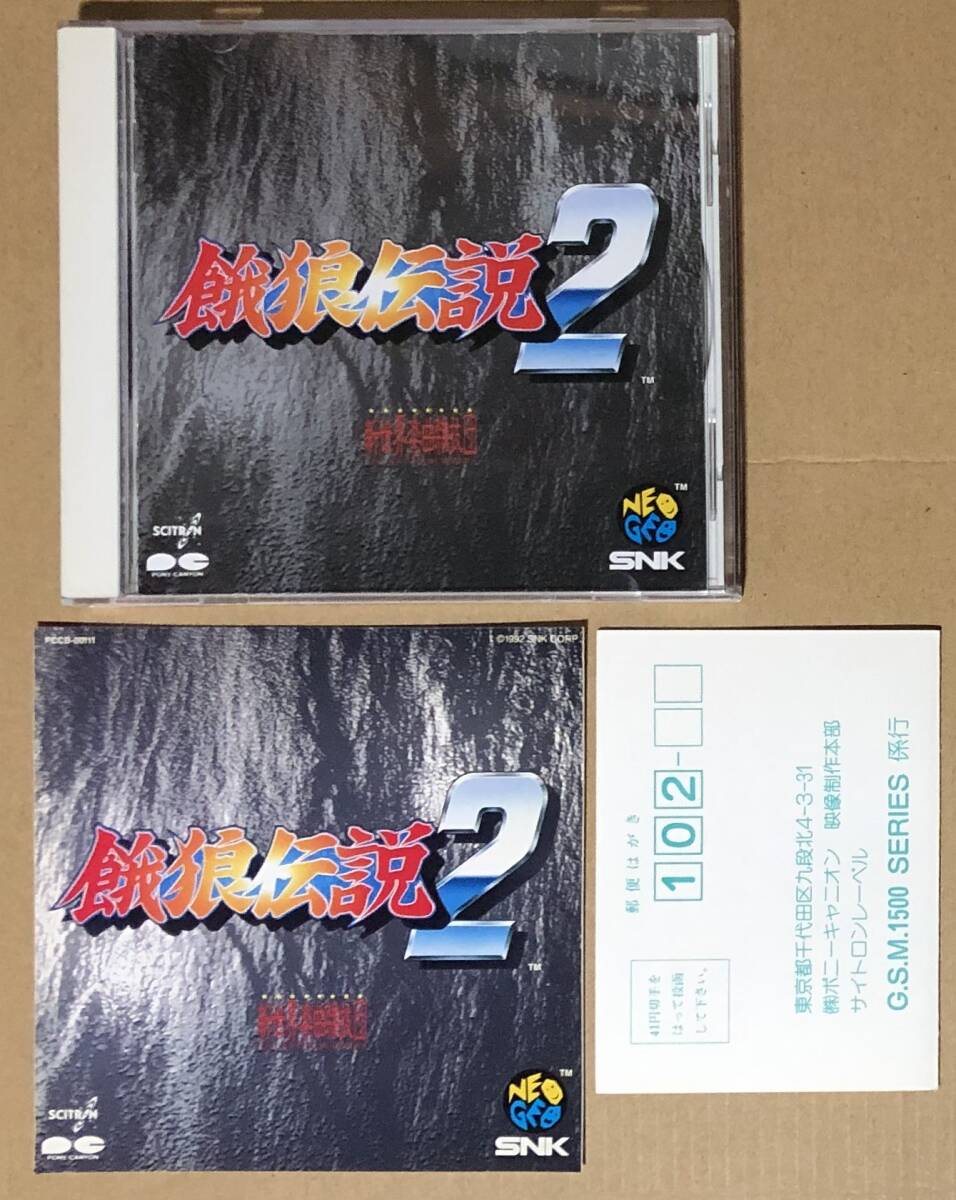 餓狼伝説2
TM
NEO
GEO
TM
SNK
SCITRON
PONY CANYON
PCCB-00111
©1992 SNK CORP
餓狼伝説2
TM
NEO
GEO
TM
SNK
SCITRON
PONY CANYON
郵便はがき
102-
41円切手を
はって投函
して下さい。
東京都千代田区九段北4-3-31
㈱ポニーキャニオン 映像制作本部
サイトロンレーベル
G.S.M.1500 SERIES 係行